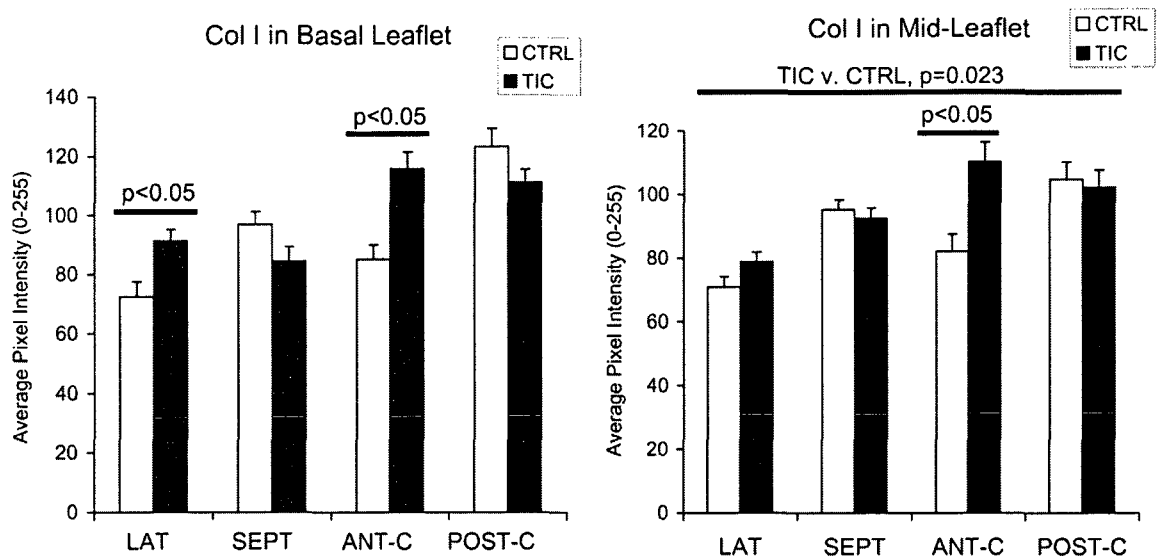 Col I in Basal Leaflet
CTRL
TIC
Average Pixel Intensity (0-255)
140
120
100
80
60
40
20
0
p<0.05
p<0.05
LAT SEPT ANT-C POST-C
Col I in Mid-Leaflet
CTRL
TIC
TIC v. CTRL, p=0.023
p<0.05
Average Pixel Intensity (0-255)
120
100
80
60
40
20
0
LAT SEPT ANT-C POST-C